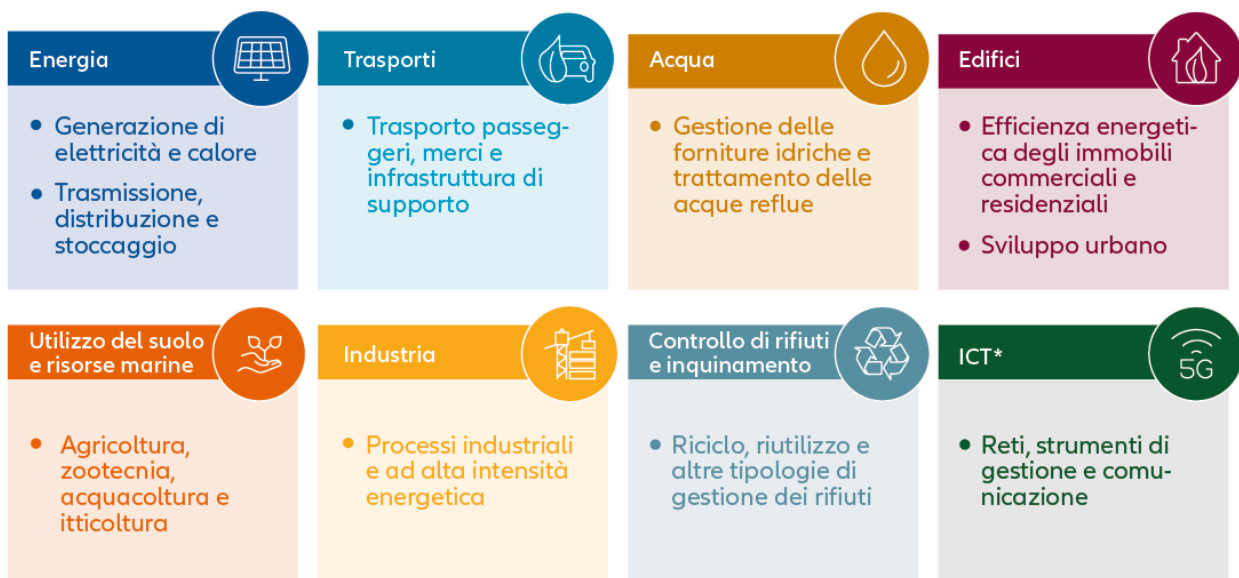 Energia
• Generazione di
elettricità e calore
• Trasmissione,
distribuzione e
stoccaggio
Trasporti
• Trasporto passeg-
geri, merci e
infrastruttura di
supporto
Acqua
• Gestione delle
forniture idriche e
trattamento delle
acque reflue
Edifici
• Efficienza energeti-
ca degli immobili
commerciali e
residenziali
• Sviluppo urbano
Utilizzo del suolo
e risorse marine
• Agricoltura,
zootecnia,
acquacoltura e
itticoltura
Industria
• Processi industriali
e ad alta intensità
energetica
Controllo di rifiuti
e inquinamento
• Riciclo, riutilizzo e
altre tipologie di
gestione dei rifiuti
ICT*
5G
• Reti, strumenti di
gestione e comu-
nicazione